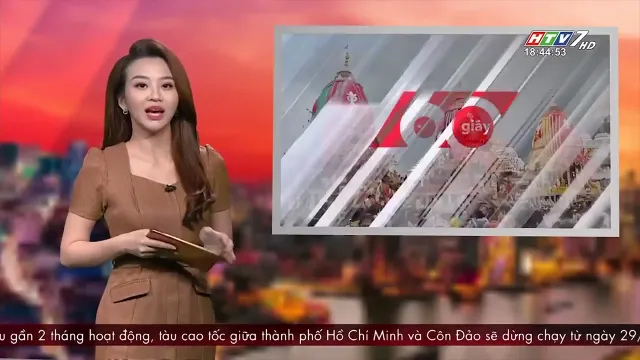 HTV7 HD
18:44:53
60 giây
u gần 2 tháng hoạt động, tàu cao tốc giữa thành phố Hồ Chí Minh và Côn Đảo sẽ dừng chạy từ ngày 29